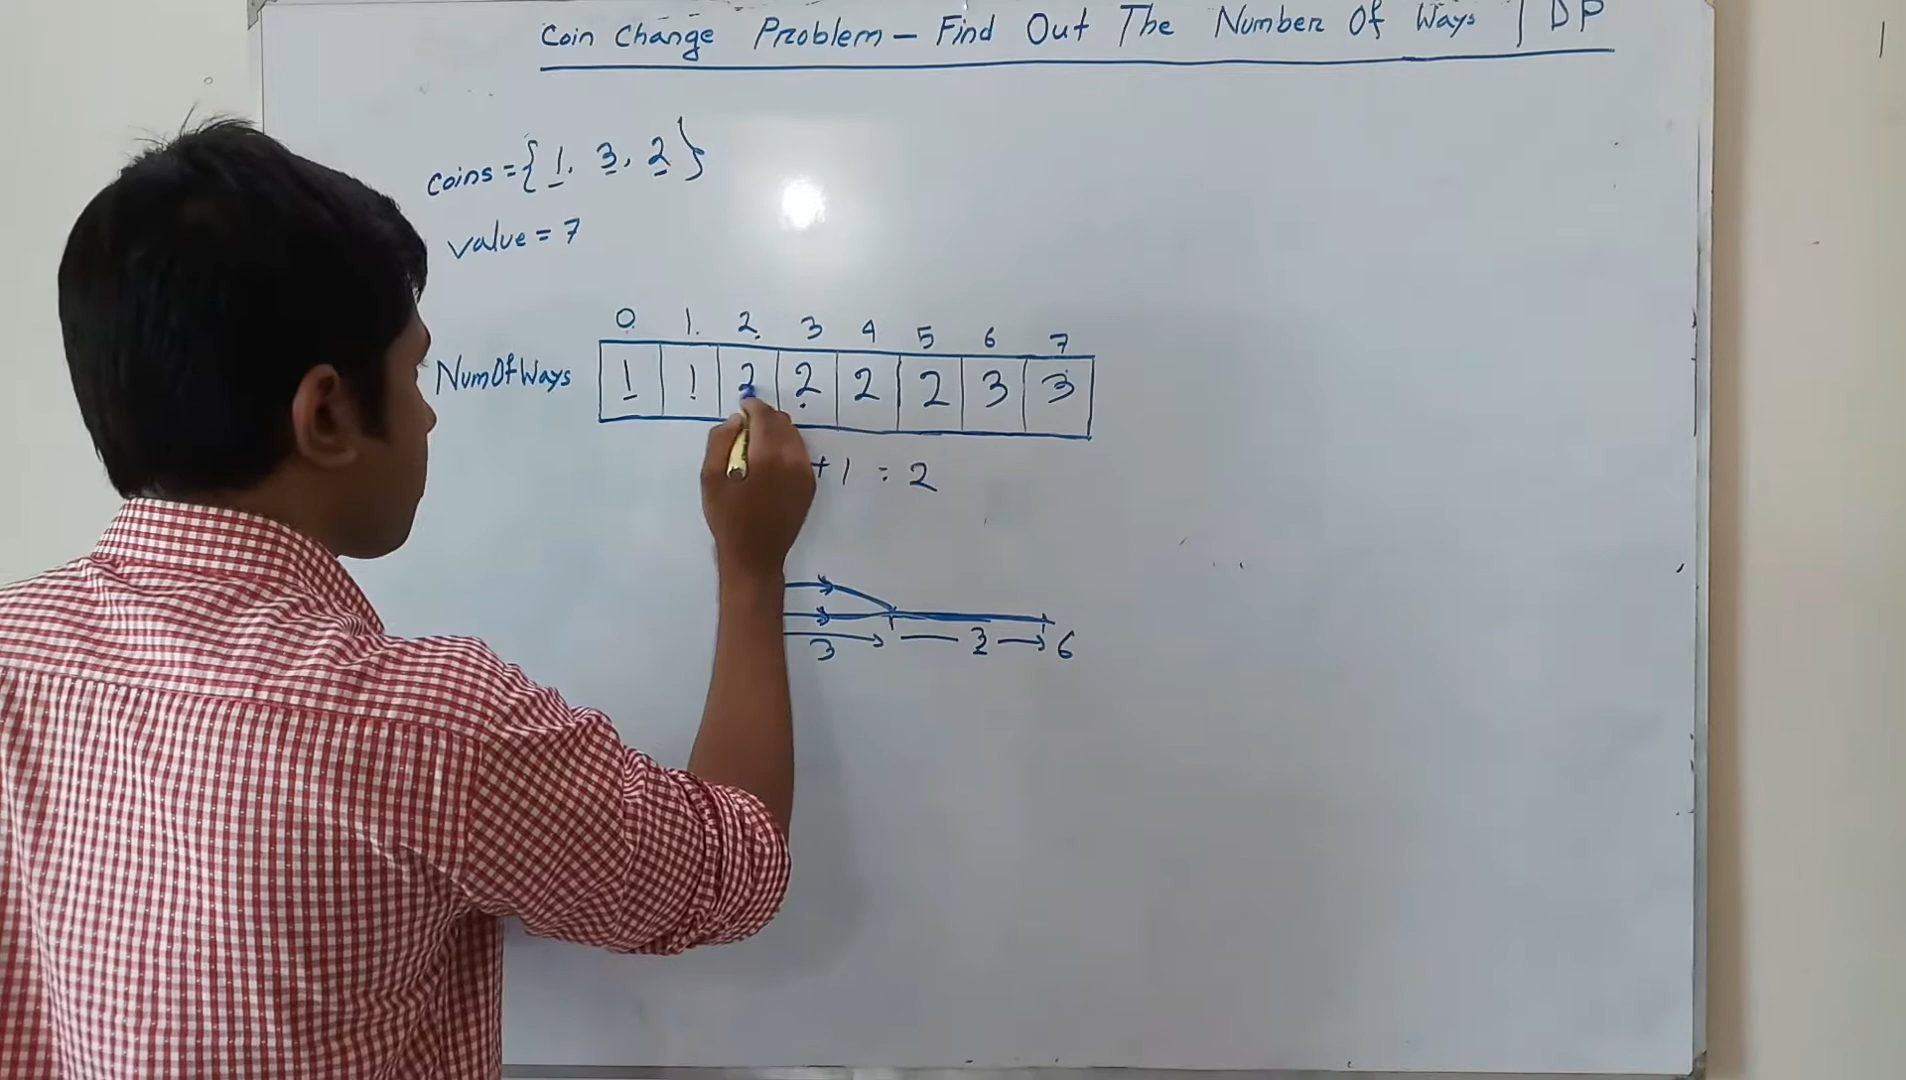 Coin Change Problem – Find Out The Number Of Ways | DP
coins = { 1, 3, 2 }
value = 7
0 1 2 3 4 5 6 7
NumOfWays 1 1 2 2 2 2 3 3
+ 1 = 2
3 3 6